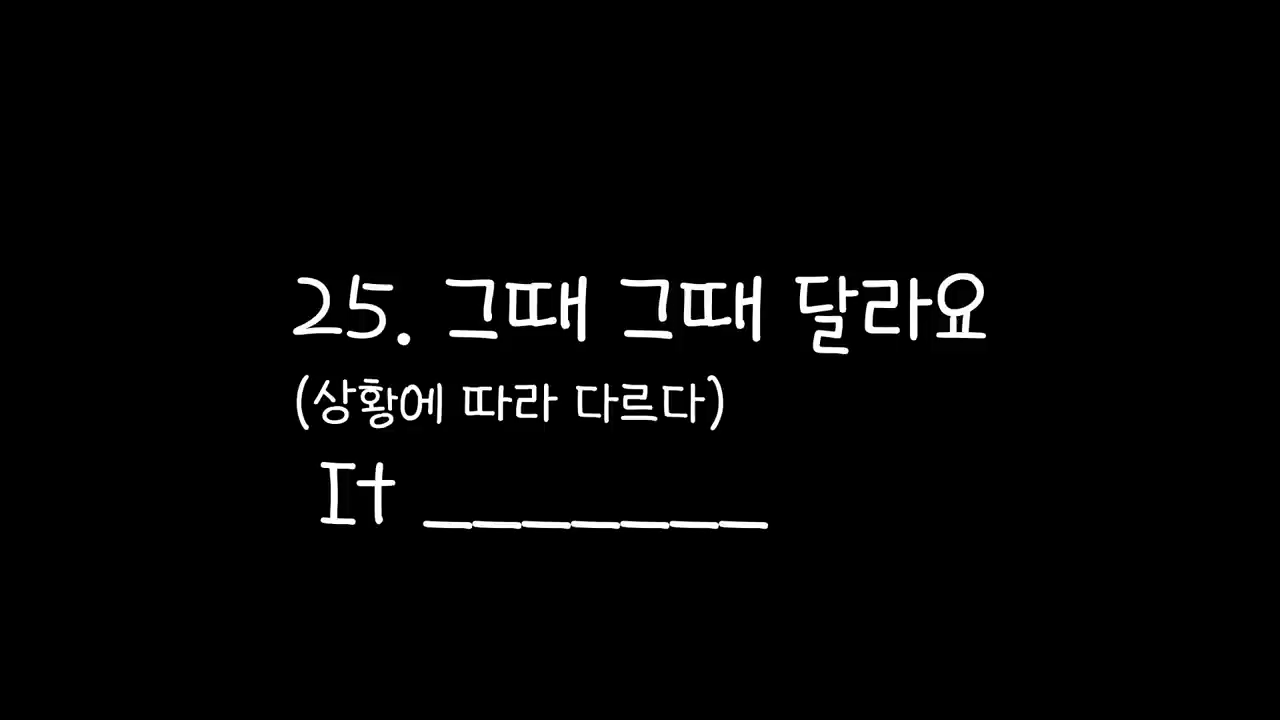 25. 그때 그때 달라요
(상황에 따라 다르다)
It _______